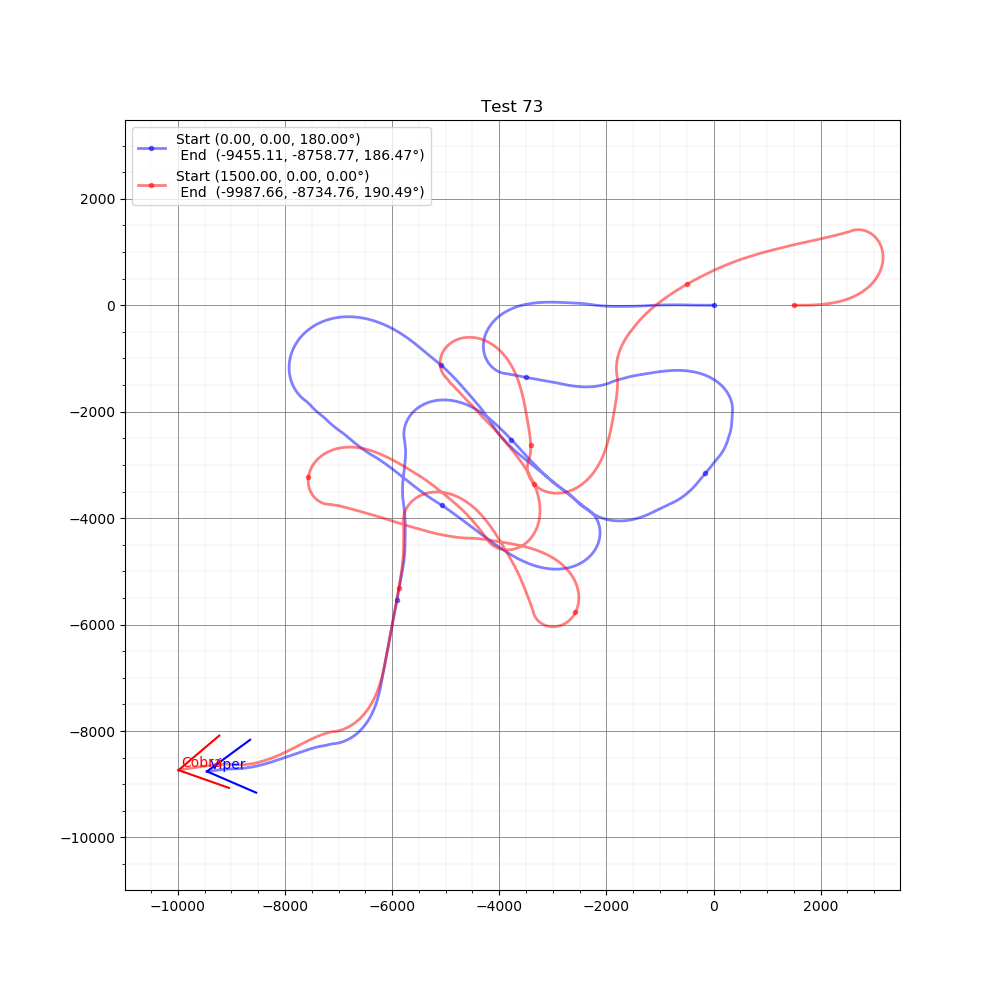 Test 73
Start (0.00, 0.00, 180.00°)
End (-9455.11, -8758.77, 186.47°)
Start (1500.00, 0.00, 0.00°)
End (-9987.66, -8734.76, 190.49°)
2000
0
−2000
−4000
−6000
−8000
−10000
Cobra
Viper
−10000 −8000 −6000 −4000 −2000 0 2000